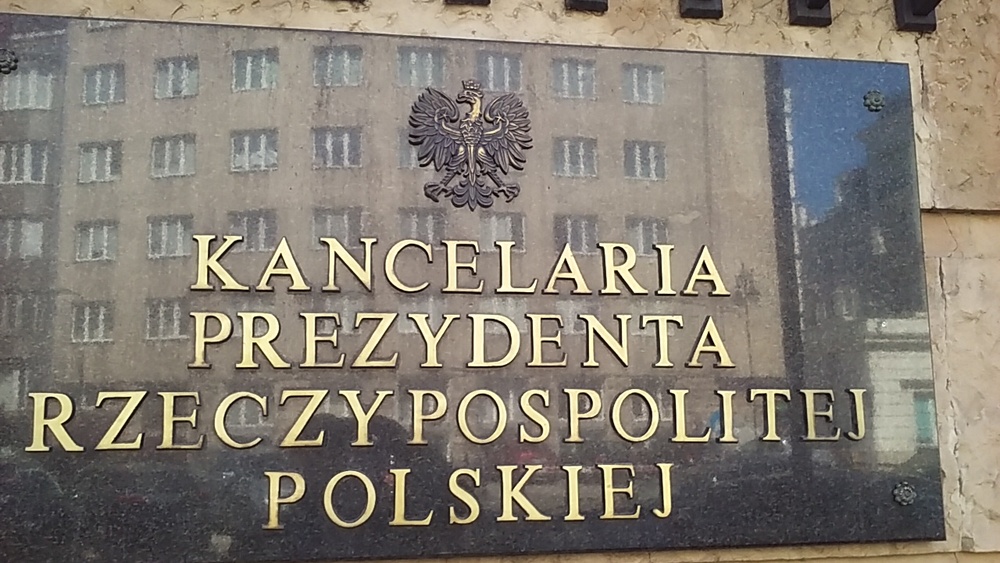 KANCELARIA
PREZYDENTA
RZECZYPOSPOLITEJ
POLSKIEJ